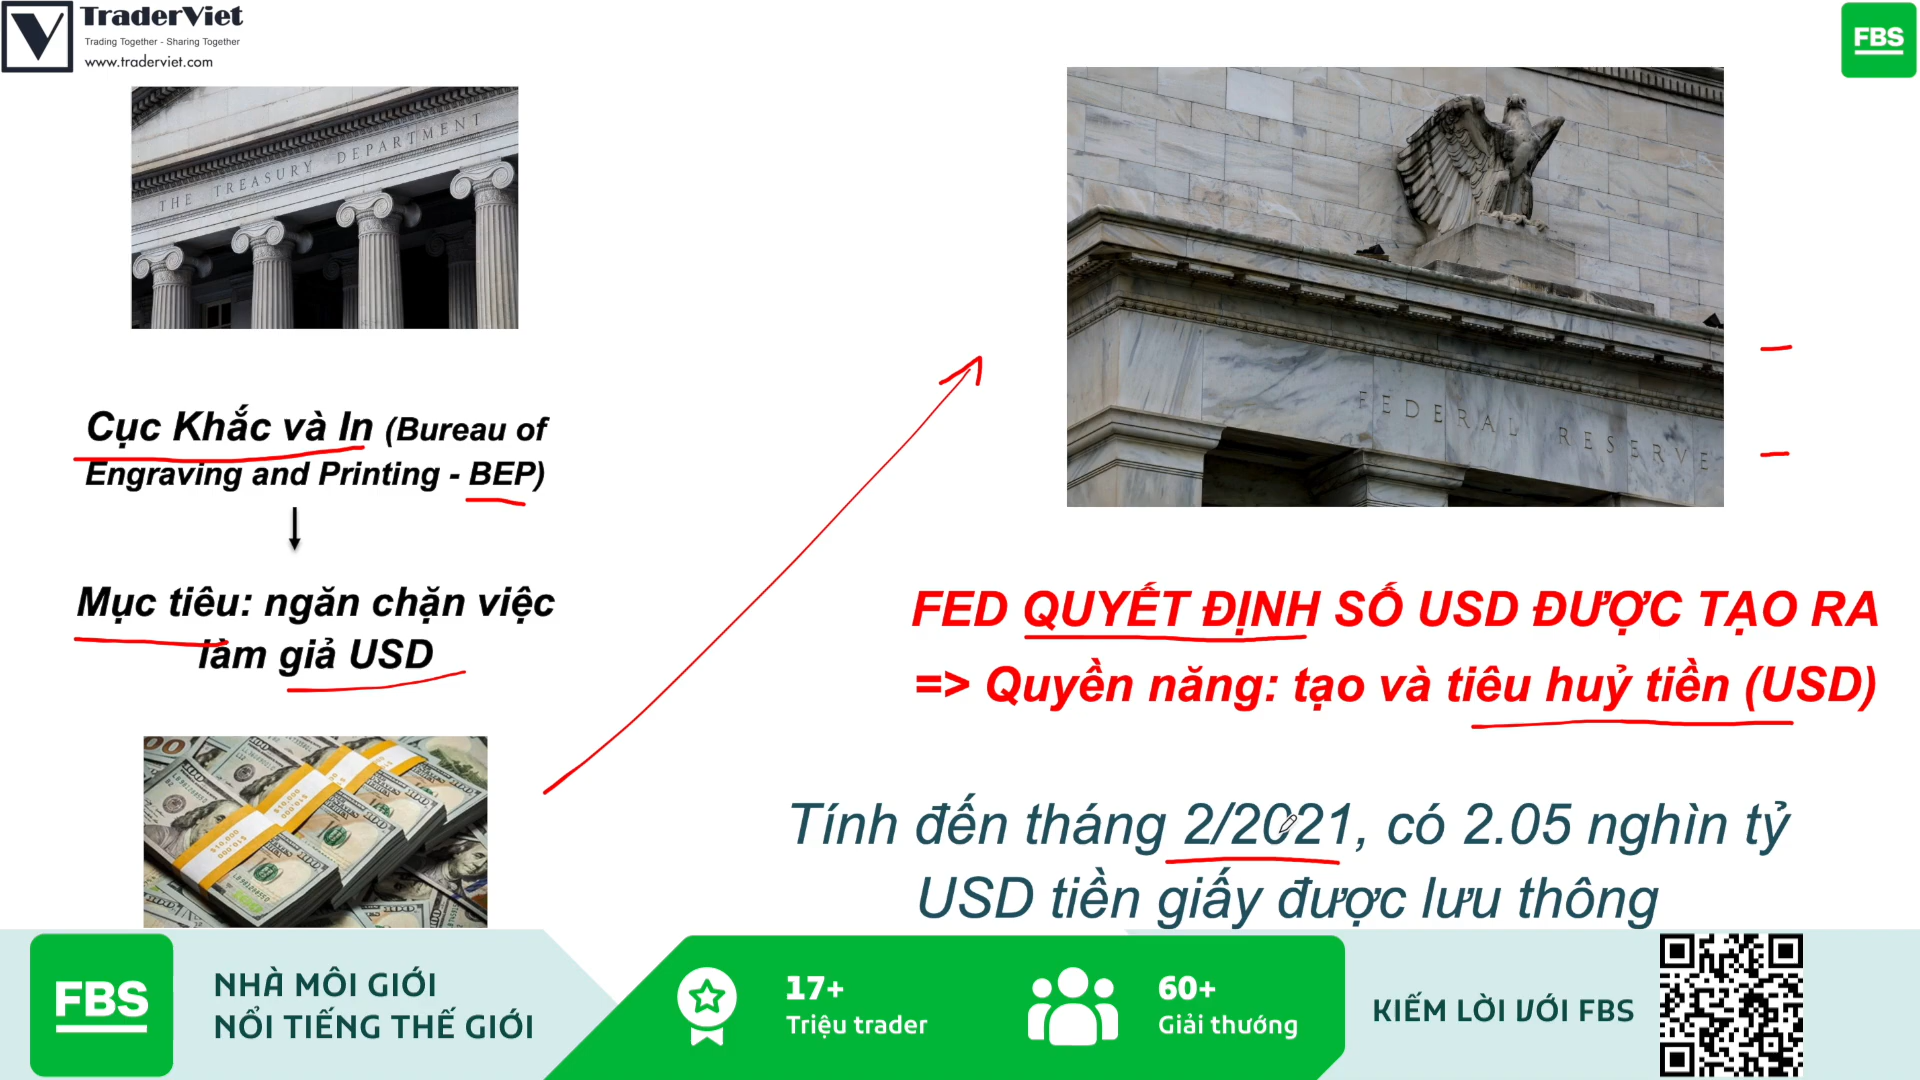 TraderViet
Trading Together - Sharing Together
www.traderviet.com
FBS
THE TREASURY DEPARTMENT
FEDERAL RESERVE
Cục Khắc và In (Bureau of
Engraving and Printing - BEP)
Mục tiêu: ngăn chặn việc
làm giả USD
FED QUYẾT ĐỊNH SỐ USD ĐƯỢC TẠO RA
=> Quyền năng: tạo và tiêu huỷ tiền (USD)
Tính đến tháng 2/2021, có 2.05 nghìn tỷ
USD tiền giấy được lưu thông
FBS
NHÀ MÔI GIỚI
NỔI TIẾNG THẾ GIỚI
17+
Triệu trader
60+
Giải thưởng
KIẾM LỜI VỚI FBS